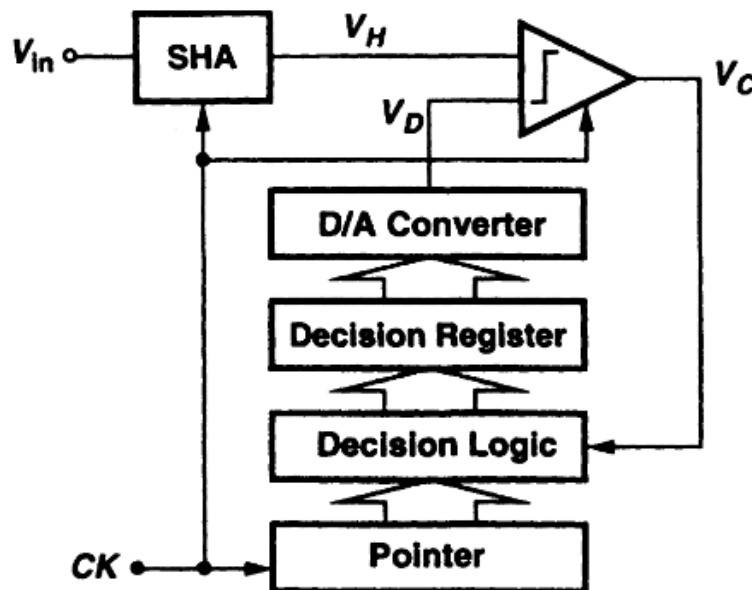 V_in
SHA
V_H
V_C
V_D
D/A Converter
Decision Register
Decision Logic
Pointer
CK